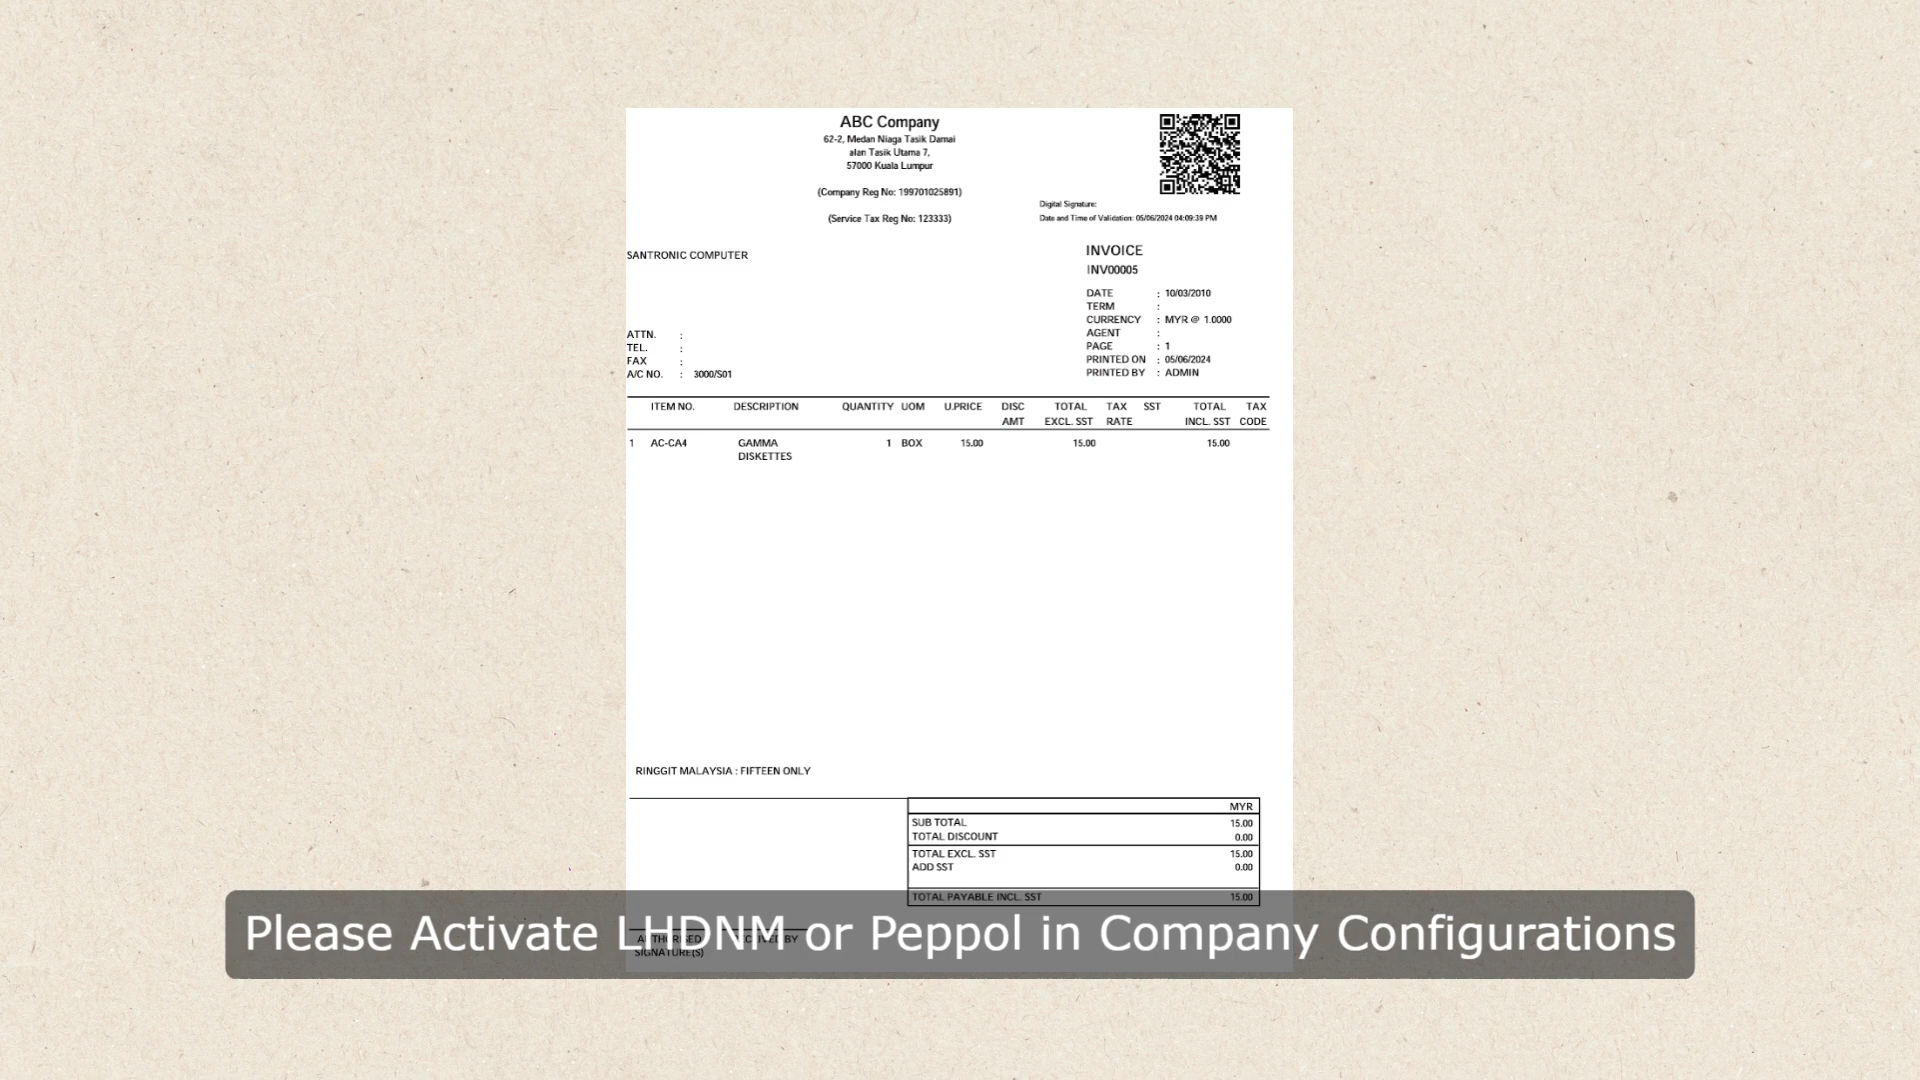 ABC Company
62-2, Medan Niaga Tasik Damai
alan Tasik Utama 7,
57000 Kuala Lumpur
(Company Reg No: 199701025891)
(Service Tax Reg No: 123333)
Digital Signature:
Date and Time of Validation: 05/06/2024 04:09:39 PM
SANTRONIC COMPUTER
ATTN. :
TEL. :
FAX :
A/C NO. : 3000/S01
INVOICE
INV00005
DATE : 10/03/2010
TERM :
CURRENCY : MYR @ 1.0000
AGENT :
PAGE : 1
PRINTED ON : 05/06/2024
PRINTED BY : ADMIN
ITEM NO. DESCRIPTION QUANTITY UOM U.PRICE DISC AMT TOTAL EXCL. SST TAX RATE SST TOTAL INCL. SST TAX CODE
1 AC-CA4 GAMMA 1 BOX 15.00 15.00 15.00
DISKETTES
RINGGIT MALAYSIA : FIFTEEN ONLY
MYR
SUB TOTAL 15.00
TOTAL DISCOUNT 0.00
TOTAL EXCL. SST 15.00
ADD SST 0.00
TOTAL PAYABLE INCL. SST 15.00
AUTHORISED BY
SIGNATURE(S)
Please Activate LHDNM or Peppol in Company Configurations